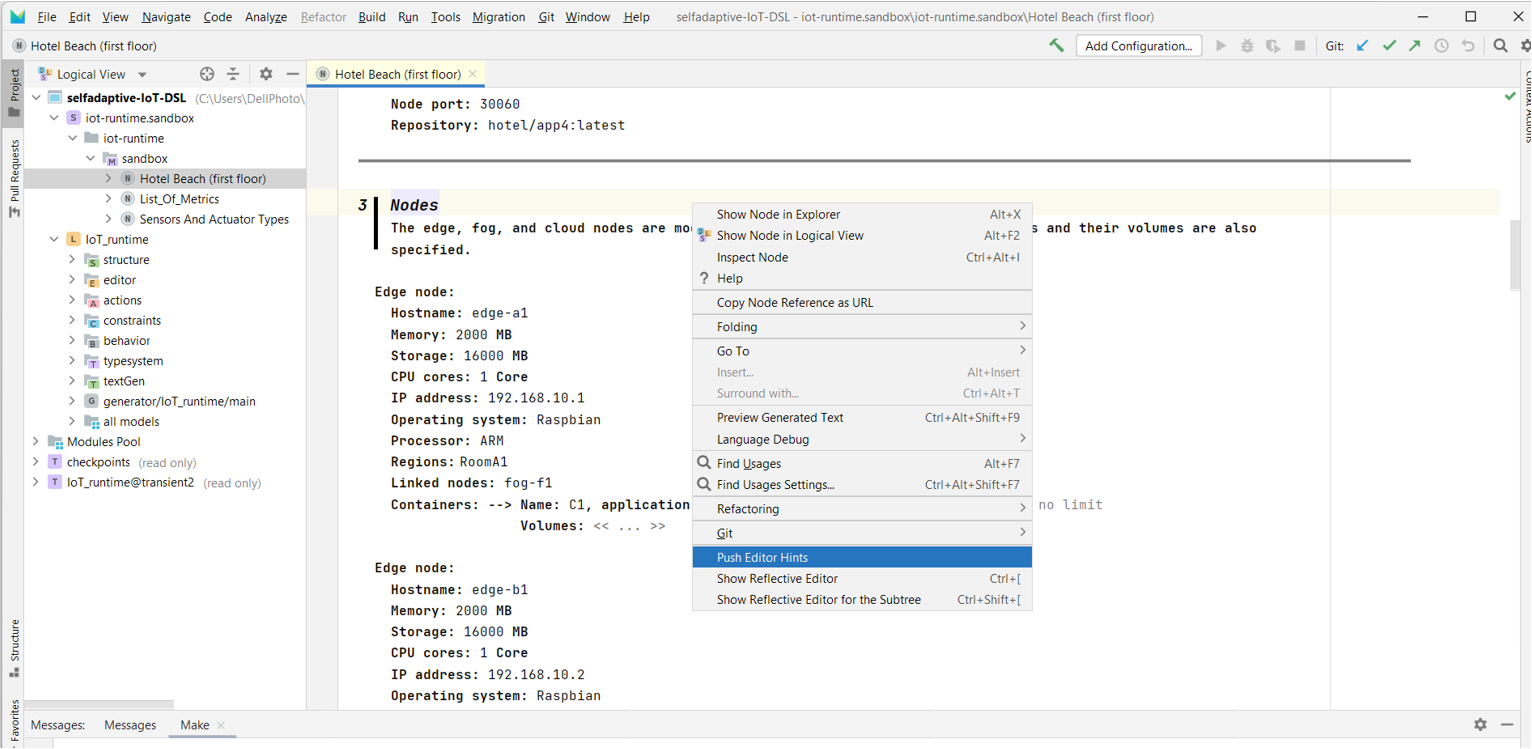 File Edit View Navigate Code Analyze Refactor Build Run Tools Migration Git Window Help selfadaptive-IoT-DSL - iot-runtime.sandbox\iot-runtime.sandbox\Hotel Beach (first floor)
N Hotel Beach (first floor) Add Configuration... Git:
Project
Pull Requests
Structure
Favorites
Logical View
selfadaptive-IoT-DSL (C:\Users\DellPhoto\
S iot-runtime.sandbox
iot-runtime
M sandbox
N Hotel Beach (first floor)
N List_Of_Metrics
N Sensors And Actuator Types
L IoT_runtime
S structure
E editor
A actions
C constraints
B behavior
T typesystem
T textGen
G generator/IoT_runtime/main
all models
Modules Pool
T checkpoints (read only)
T IoT_runtime@transient2 (read only)
N Hotel Beach (first floor)
Node port: 30060
Repository: hotel/app4:latest
3 Nodes
The edge, fog, and cloud nodes are mo s and their volumes are also
specified.
Edge node:
Hostname: edge-a1
Memory: 2000 MB
Storage: 16000 MB
CPU cores: 1 Core
IP address: 192.168.10.1
Operating system: Raspbian
Processor: ARM
Regions: RoomA1
Linked nodes: fog-f1
Containers: --> Name: C1, application no limit
Volumes: << ... >>
Edge node:
Hostname: edge-b1
Memory: 2000 MB
Storage: 16000 MB
CPU cores: 1 Core
IP address: 192.168.10.2
Operating system: Raspbian
Show Node in Explorer Alt+X
Show Node in Logical View Alt+F2
Inspect Node Ctrl+Alt+I
? Help
Copy Node Reference as URL
Folding
Go To
Insert... Alt+Insert
Surround with... Ctrl+Alt+T
Preview Generated Text Ctrl+Alt+Shift+F9
Language Debug
Find Usages Alt+F7
Find Usages Settings... Ctrl+Alt+Shift+F7
Refactoring
Git
Push Editor Hints
Show Reflective Editor Ctrl+[
Show Reflective Editor for the Subtree Ctrl+Shift+[
Context Actions
Messages: Messages Make